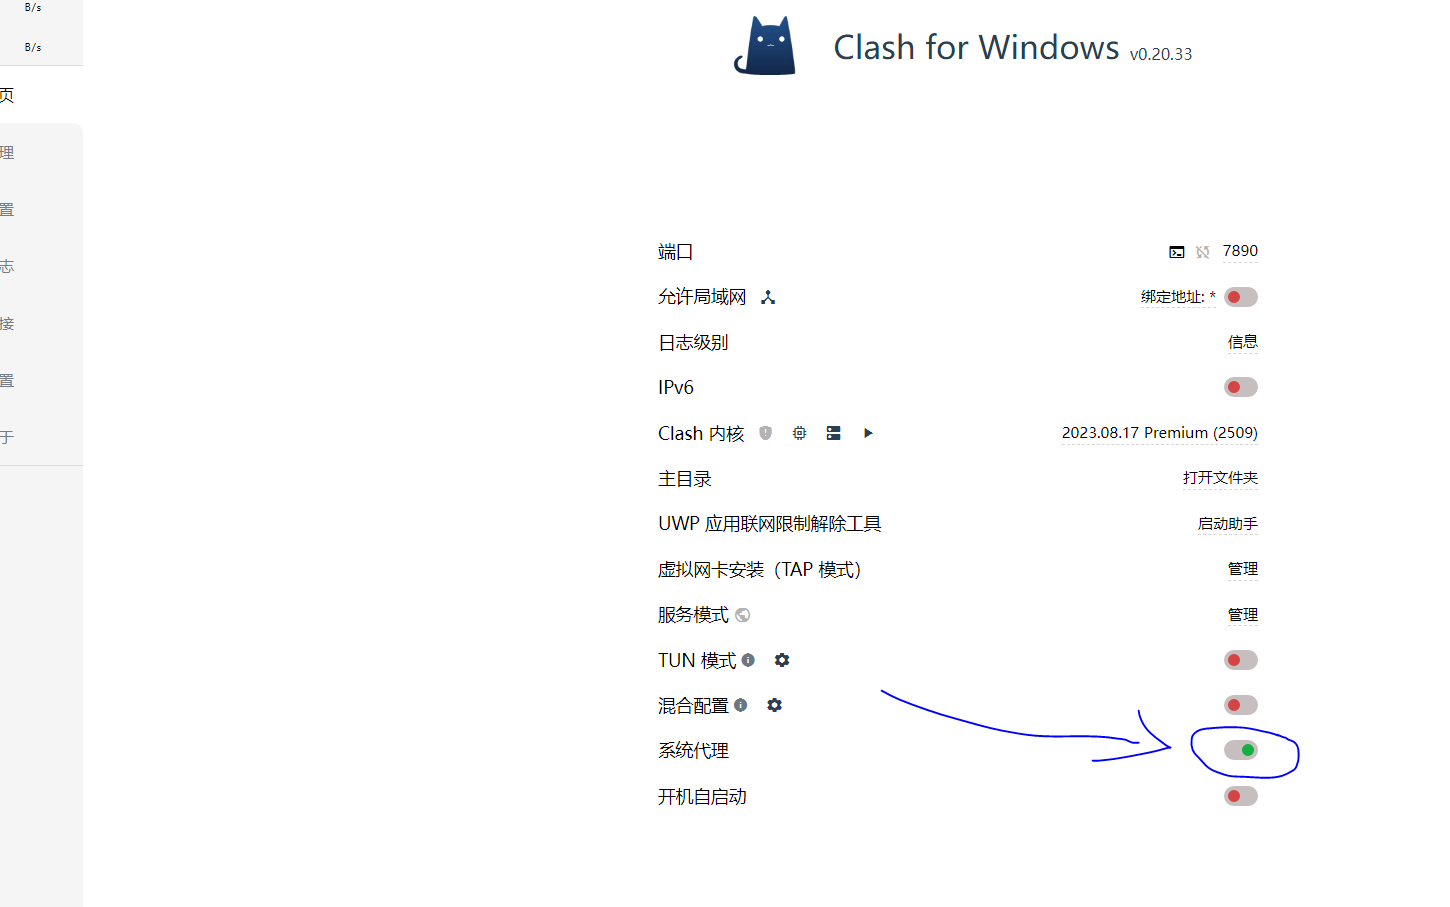 B/s
B/s
页
理
置
志
接
置
于
Clash for Windows v0.20.33
端口 7890
允许局域网 绑定地址: *
日志级别 信息
IPv6
Clash 内核 2023.08.17 Premium (2509)
主目录 打开文件夹
UWP 应用联网限制解除工具 启动助手
虚拟网卡安装（TAP 模式） 管理
服务模式 管理
TUN 模式
混合配置
系统代理
开机自启动